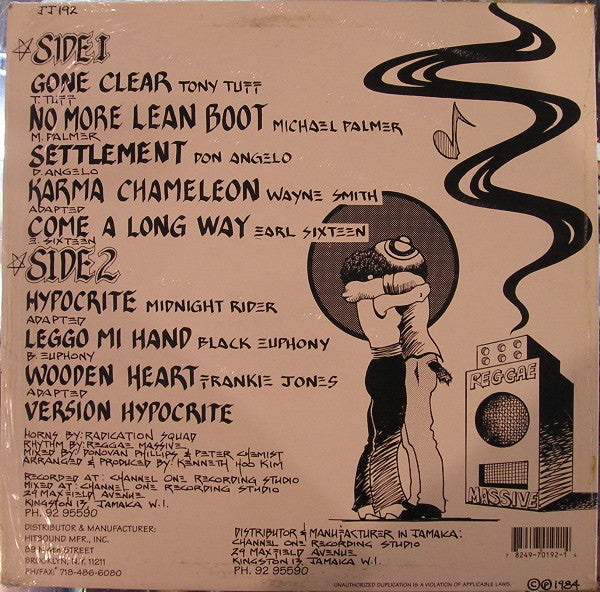 JJ192
SIDE 1
GONE CLEAR TONY TUFF
T. TUFF
NO MORE LEAN BOOT MICHAEL PALMER
M. PALMER
SETTLEMENT DON ANGELO
D. ANGELO
KARMA CHAMELEON WAYNE SMITH
ADAPTED
COME A LONG WAY EARL SIXTEEN
E. SIXTEEN
SIDE 2
HYPOCRITE MIDNIGHT RIDER
ADAPTED
LEGGO MI HAND BLACK EUPHONY
B. EUPHONY
WOODEN HEART FRANKIE JONES
ADAPTED
VERSION HYPOCRITE
REGGAE
MASSIVE
HORNS BY: RADICATION SQUAD
RHYTHM BY: REGGAE MASSIVE
MIXED BY: DONOVAN PHILLIPS & PETER CHEMIST
ARRANGED & PRODUCED BY: KENNETH HOO KIM
RECORDED AT: CHANNEL ONE RECORDING STUDIO
MIXED AT: CHANNEL ONE RECORDING STUDIO
29 MAXFIELD AVENUE
KINGSTON 13, JAMAICA W.I.
PH. 92 95590
DISTRIBUTOR & MANUFACTURER:
HITBOUND MFR., INC.
STREET
BROOKLYN, N.Y. 11211
PH/FAX: 718-486-6080
DISTRIBUTOR & MANUFACTURER IN JAMAICA:
CHANNEL ONE RECORDING STUDIO
29 MAXFIELD AVENUE
KINGSTON 13, JAMAICA W.I.
PH. 92 95590
7 8249-70192-1 4
UNAUTHORIZED DUPLICATION IS A VIOLATION OF APPLICABLE LAWS.
©℗ 1984